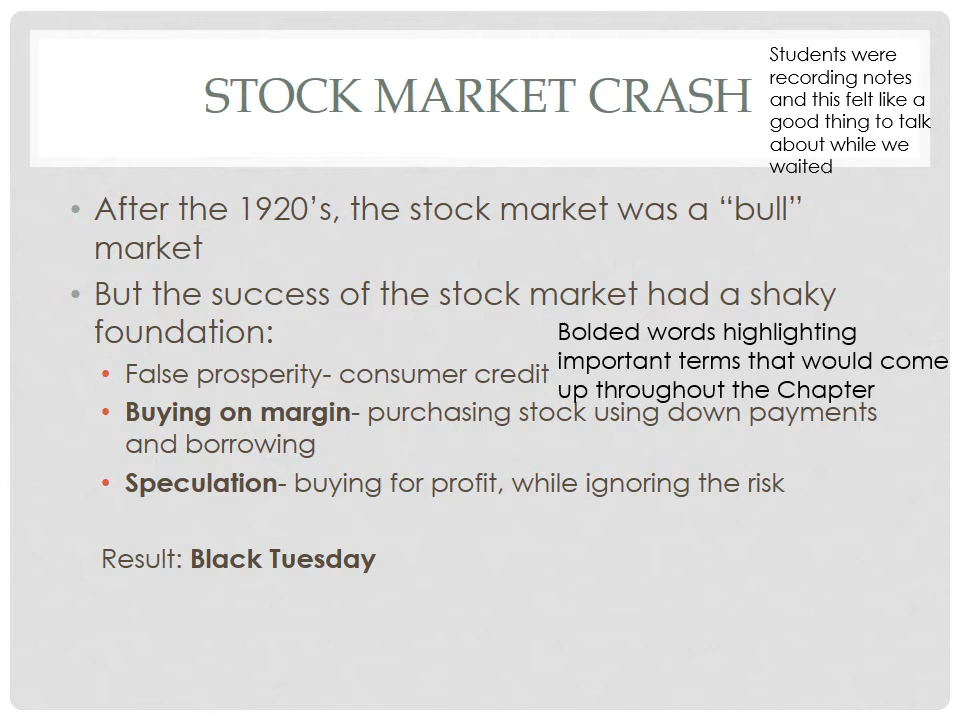 STOCK MARKET CRASH
Students were
recording notes
and this felt like a
good thing to talk
about while we
waited
• After the 1920’s, the stock market was a “bull”
market
• But the success of the stock market had a shaky
foundation:
Bolded words highlighting
important terms that would come
up throughout the Chapter
• False prosperity- consumer credit
• Buying on margin- purchasing stock using down payments
and borrowing
• Speculation- buying for profit, while ignoring the risk
Result: Black Tuesday